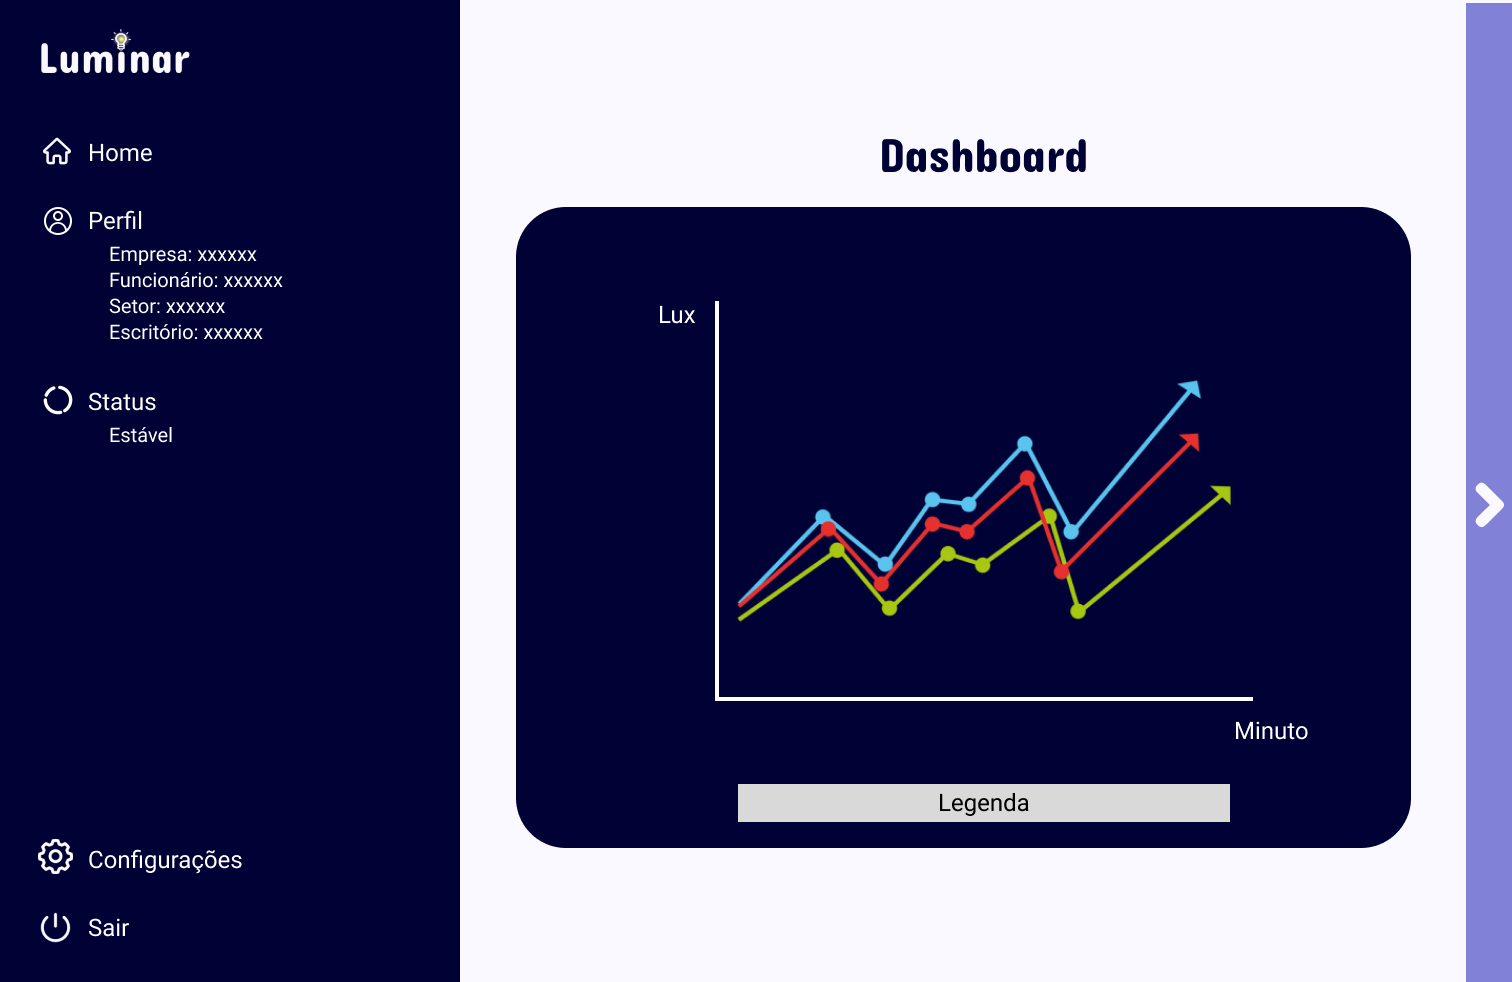 Luminar
Home
Perfil
Empresa: xxxxxx
Funcionário: xxxxxx
Setor: xxxxxx
Escritório: xxxxxx
Status
Estável
Configurações
Sair
Dashboard
Lux
Minuto
Legenda